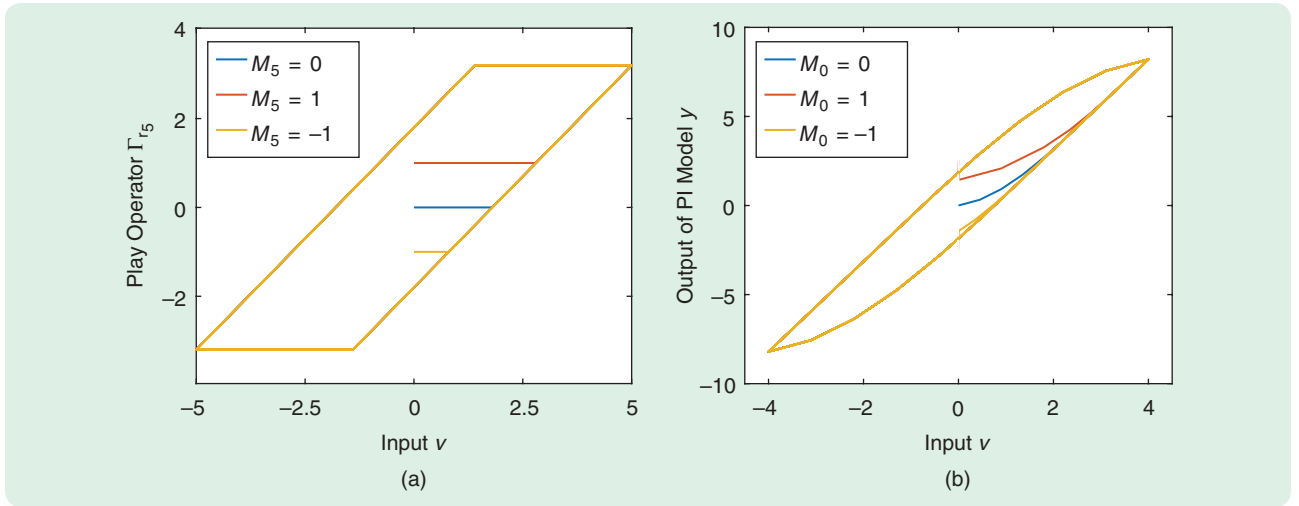 4
2
0
−2
Play Operator Γr5
M5 = 0
M5 = 1
M5 = −1
−5
−2.5
0
2.5
5
Input v
(a)
10
5
0
−5
−10
Output of PI Model y
M0 = 0
M0 = 1
M0 = −1
−4
−2
0
2
4
Input v
(b)